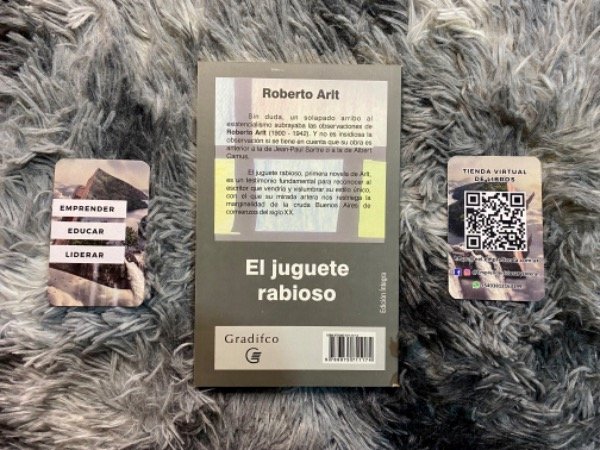 EMPRENDER
EDUCAR
LIDERAR
Roberto Arlt
Sin duda, un solapado arribo al
existencialismo subrayaba las observaciones de
Roberto Arlt (1900 - 1942). Y no es insidiosa la
observación si se tiene en cuenta que su obra es
anterior a la de Jean-Paul Sartre o a la de Albert
Camus.
El juguete rabioso, primera novela de Arlt,
es un testimonio fundamental para reconocer al
escritor que vendría y vislumbrar su estilo único,
con el que su mirada artera nos restriega la
marginalidad de la cruda Buenos Aires de
comienzos del siglo XX.
El juguete
rabioso
Edición íntegra
Gradifco
TIENDA VIRTUAL
DE LIBROS